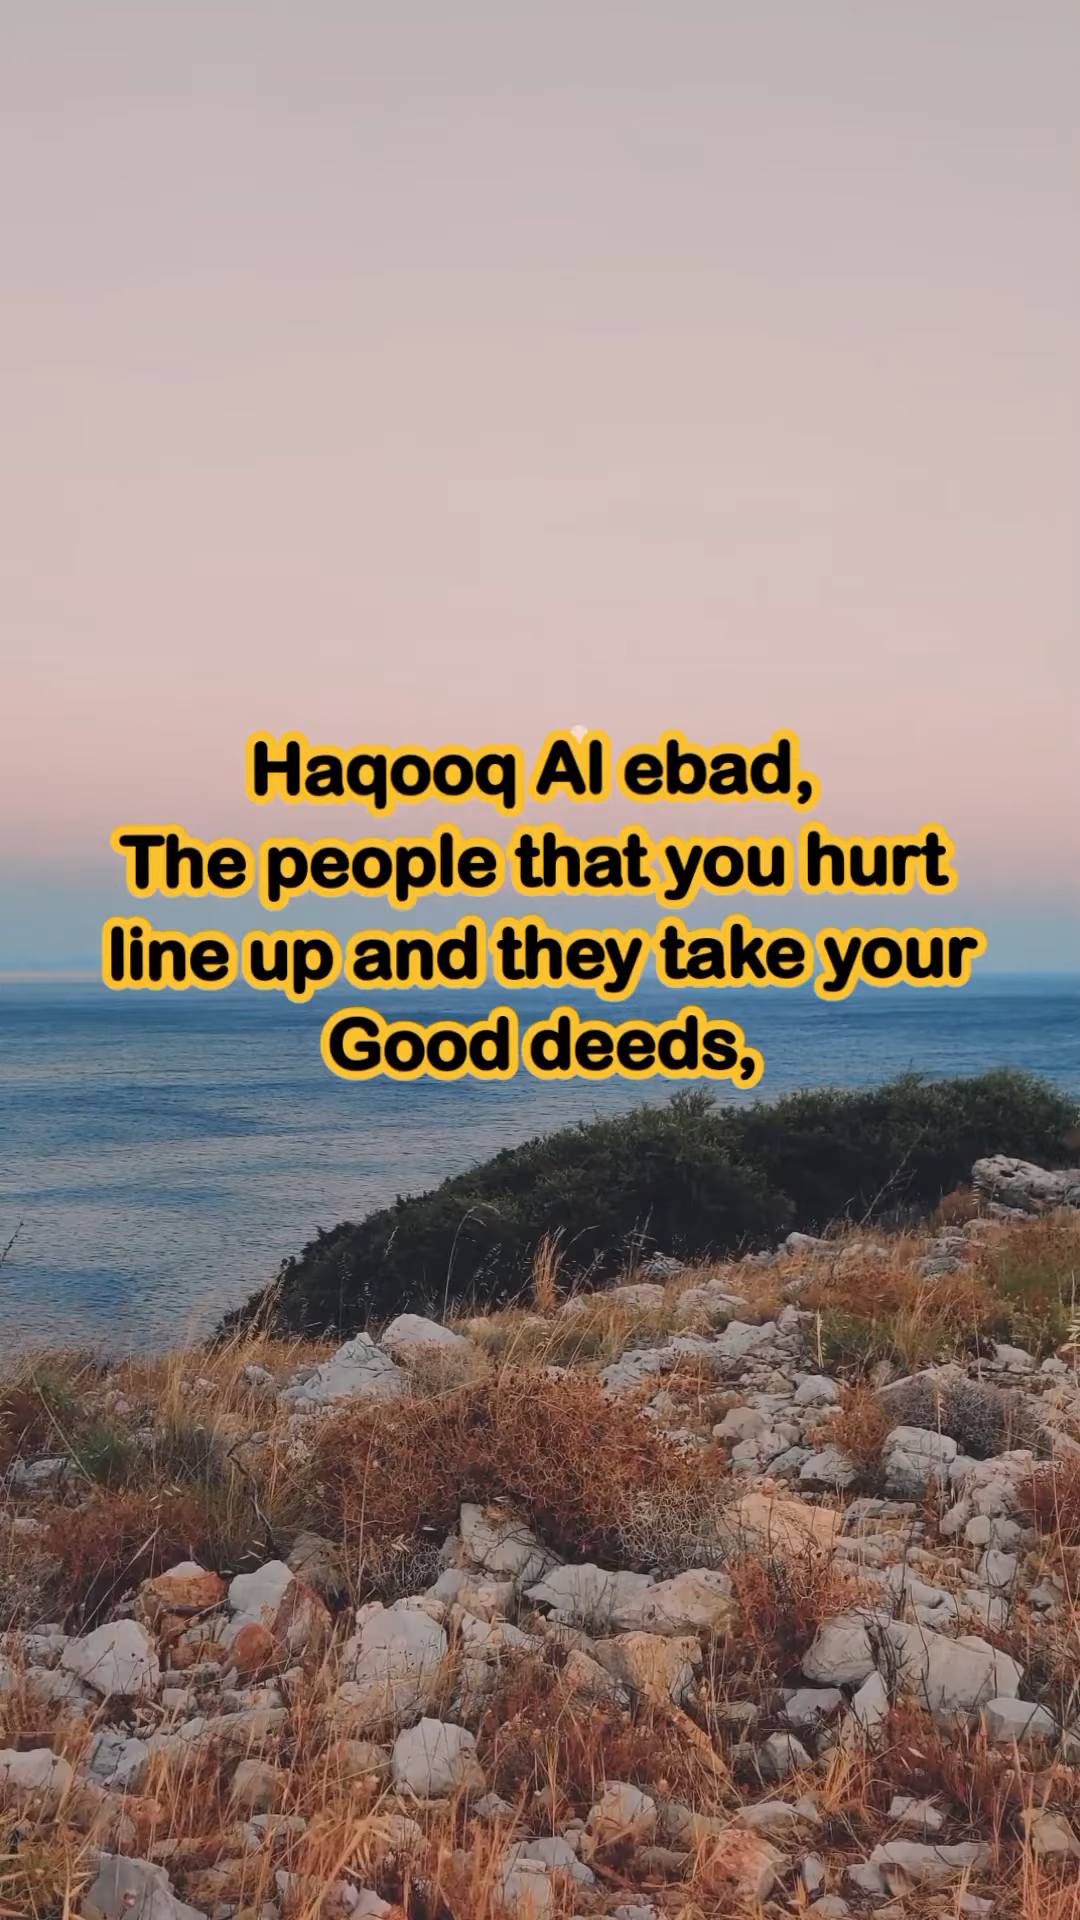 Haqooq Al ebad,
The people that you hurt
line up and they take your
Good deeds,